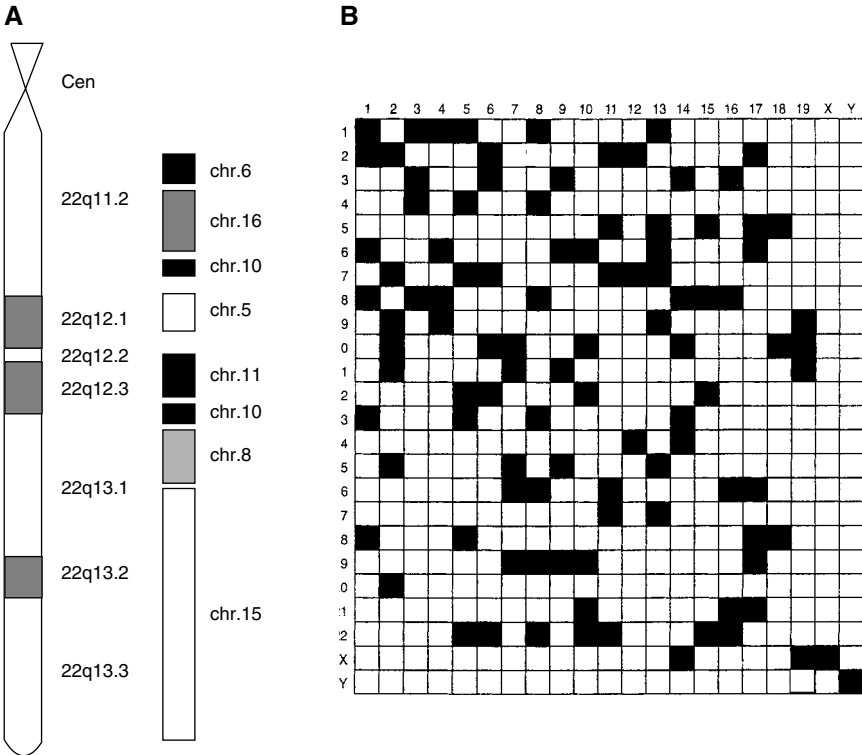 A
Cen
22q11.2
22q12.1
22q12.2
22q12.3
22q13.1
22q13.2
22q13.3
chr.6
chr.16
chr.10
chr.5
chr.11
chr.10
chr.8
chr.15
B
1 2 3 4 5 6 7 8 9 10 11 12 13 14 15 16 17 18 19 X Y
1
2
3
4
5
6
7
8
9
0
1
2
3
4
5
6
7
8
9
0
1
2
X
Y